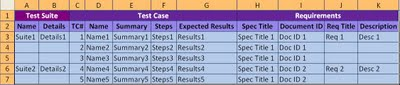 A B C D E F G H I J K
1 Test Suite Test Case Requirements
2 Name Details TC# Name Summary Steps Expected Results Spec Title Document ID Req Title Description
3 Suite1 Details1 1 Name1 Summary1 Steps1 Results1 Spec Title 1 Doc ID 1 Req 1 Desc 1
4 2 Name2 Summary2 Steps2 Results2 Spec Title 1 Doc ID 1
5 3 Name3 Summary3 Steps3 Results3 Spec Title 1 Doc ID 1
6 Suite2 Details2 4 Name4 Summary4 Steps4 Results4 Spec Title 1 Doc ID 1 Req 2 Desc 2
7 5 Name5 Summary5 Steps5 Results5 Spec Title 1 Doc ID 1